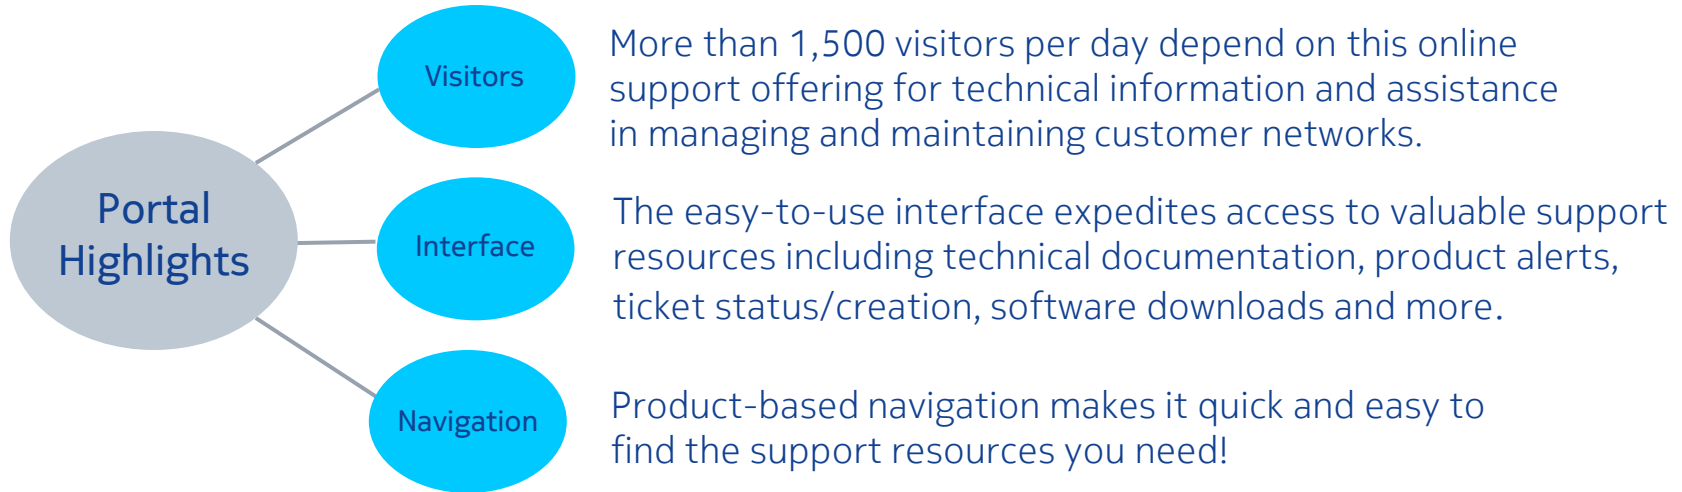 Portal
Highlights
Visitors
More than 1,500 visitors per day depend on this online
support offering for technical information and assistance
in managing and maintaining customer networks.
Interface
The easy-to-use interface expedites access to valuable support
resources including technical documentation, product alerts,
ticket status/creation, software downloads and more.
Navigation
Product-based navigation makes it quick and easy to
find the support resources you need!